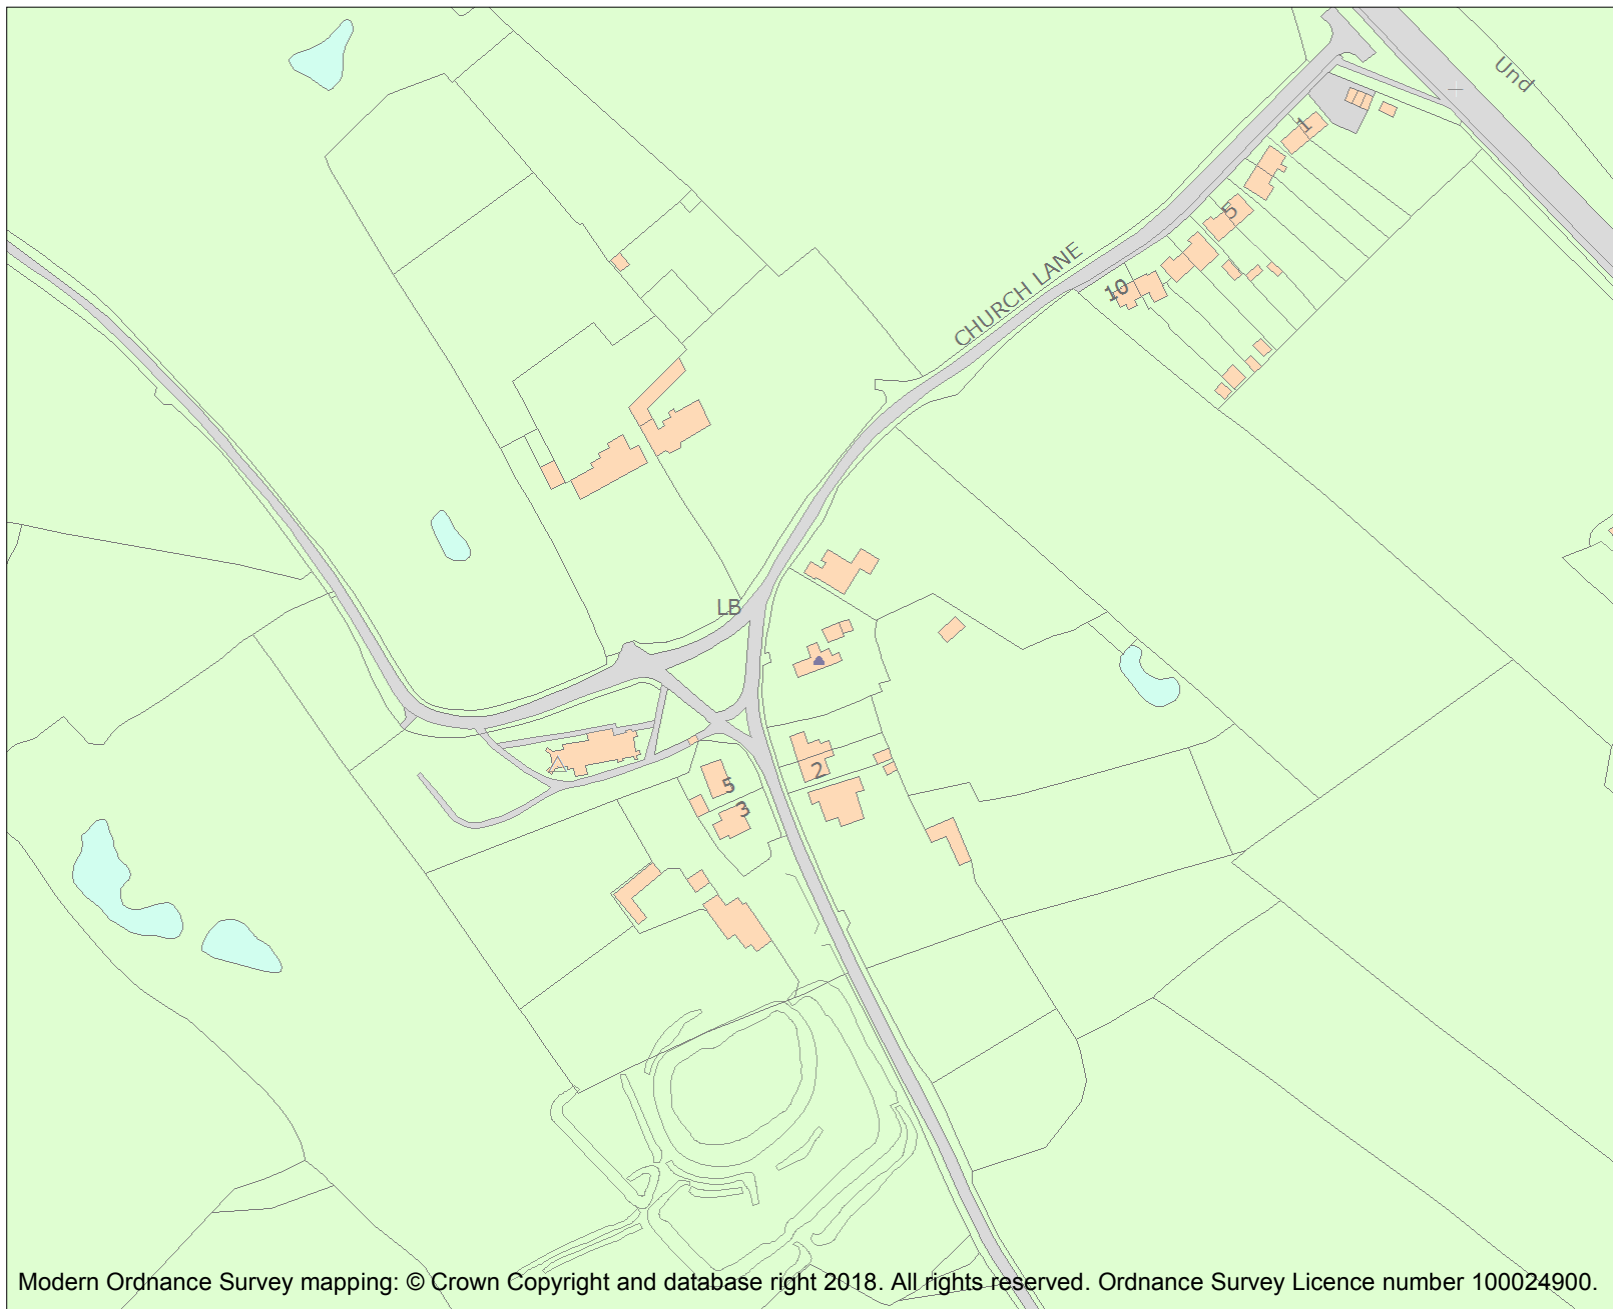 Und
1
5
10
CHURCH LANE
LB
2
5
3
Modern Ordnance Survey mapping: © Crown Copyright and database right 2018. All rights reserved. Ordnance Survey Licence number 100024900.